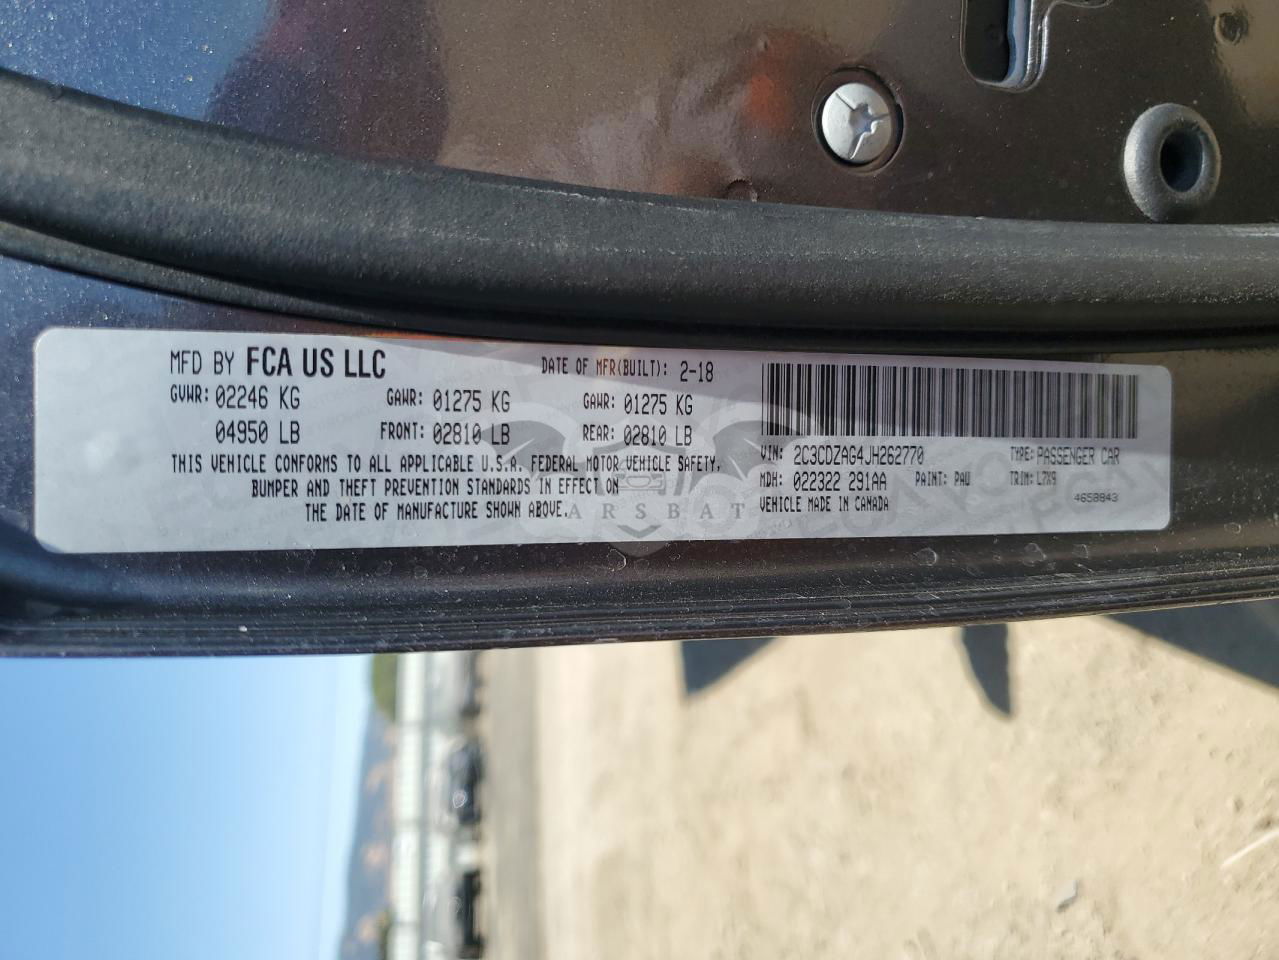 MFD BY FCA US LLC
DATE OF MFR(BUILT): 2-18
GVWR: 02246 KG
04950 LB
GAWR: 01275 KG
FRONT: 02810 LB
GAWR: 01275 KG
REAR: 02810 LB
THIS VEHICLE CONFORMS TO ALL APPLICABLE U.S.A. FEDERAL MOTOR VEHICLE SAFETY,
BUMPER AND THEFT PREVENTION STANDARDS IN EFFECT ON
THE DATE OF MANUFACTURE SHOWN ABOVE.
VIN: 2C3CDZAG4JH262770
TYPE: PASSENGER CAR
MDH: 022322 291AA
PAINT: PAU
TRIM: L7X9
VEHICLE MADE IN CANADA
4658843
ARSBAT